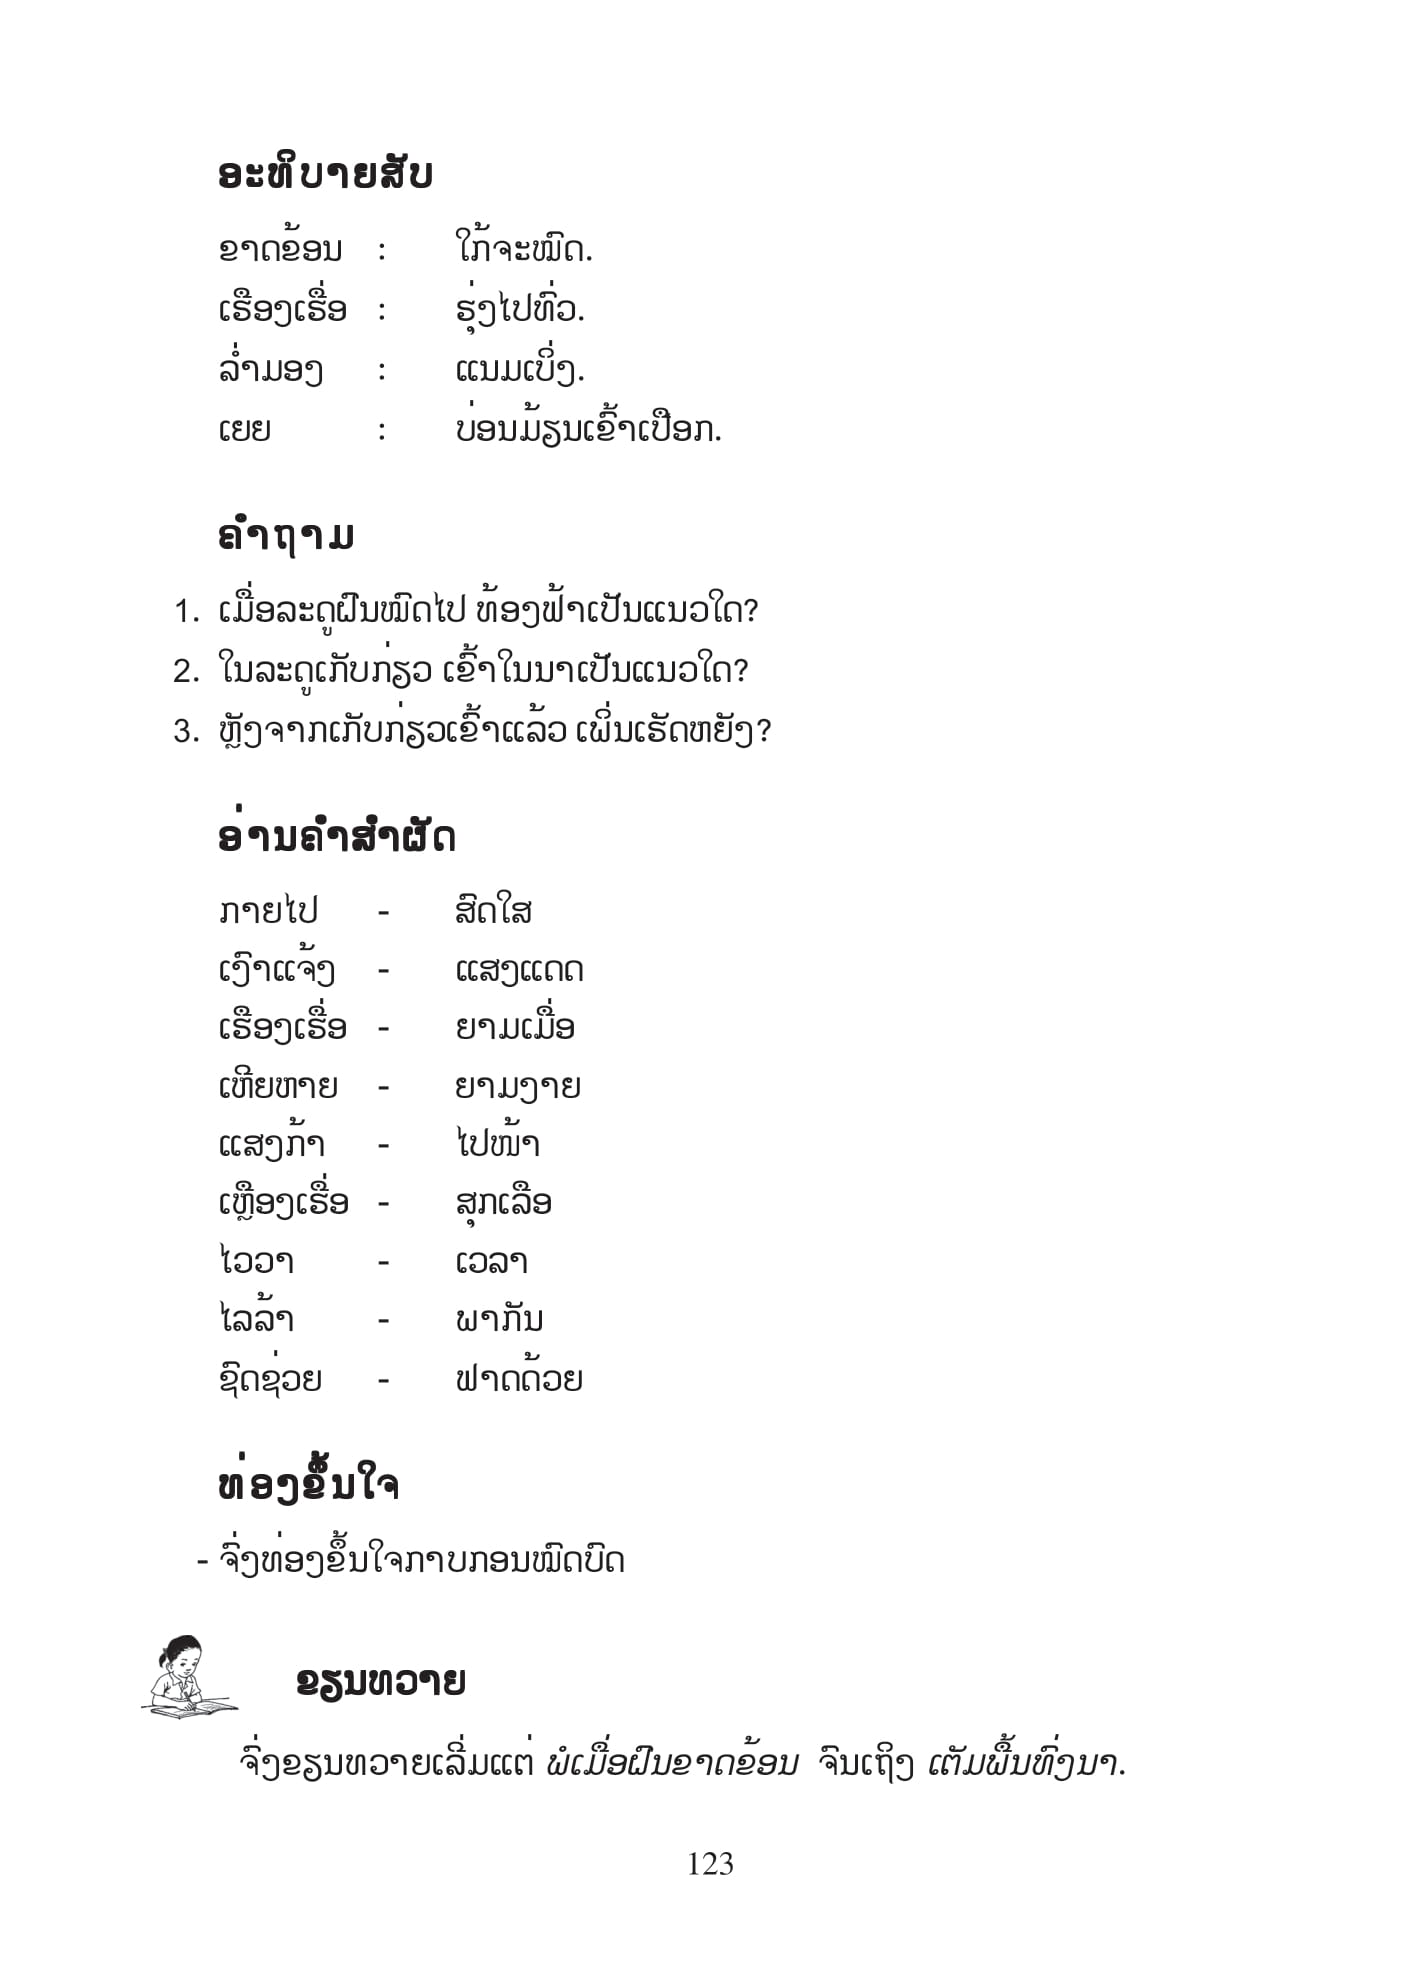 ອະທິບາຍສັບ
ຂາດຂ້ອນ : ໃກ້ຈະໝົດ.
ເຮືອງເຮື່ອ : ຮຸ່ງໄປທົ່ວ.
ລໍ່າມອງ : ແນມເບິ່ງ.
ເຍຍ : ບ່ອນມ້ຽນເຂົ້າເປືອກ.
ຄໍາຖາມ
1. ເມື່ອລະດູຝົນໝົດໄປ ທ້ອງຟ້າເປັນແນວໃດ?
2. ໃນລະດູເກັບກ່ຽວ ເຂົ້າໃນນາເປັນແນວໃດ?
3. ຫຼັງຈາກເກັບກ່ຽວເຂົ້າແລ້ວ ເພິ່ນເຮັດຫຍັງ?
ອ່ານຄໍາສໍາຜັດ
ກາຍໄປ - ສົດໃສ
ເງົາແຈ້ງ - ແສງແດດ
ເຮືອງເຮື່ອ - ຍາມເມື່ອ
ເຫີຍຫາຍ - ຍາມງາຍ
ແສງກ້າ - ໄປໜ້າ
ເຫຼືອງເຮື່ອ - ສຸກເລືອ
ໄວວາ - ເວລາ
ໄລລ້າ - ພາກັນ
ຊົດຊ່ວຍ - ຟາດດ້ວຍ
ທ່ອງຂຶ້ນໃຈ
- ຈົ່ງທ່ອງຂຶ້ນໃຈກາບກອນໝົດບົດ
ຂຽນທວາຍ
ຈົ່ງຂຽນທວາຍເລີ່ມແຕ່ ພໍເມື່ອຝົນຂາດຂ້ອນ ຈົນເຖິງ ເຕັມພື້ນທົ່ງນາ.
123